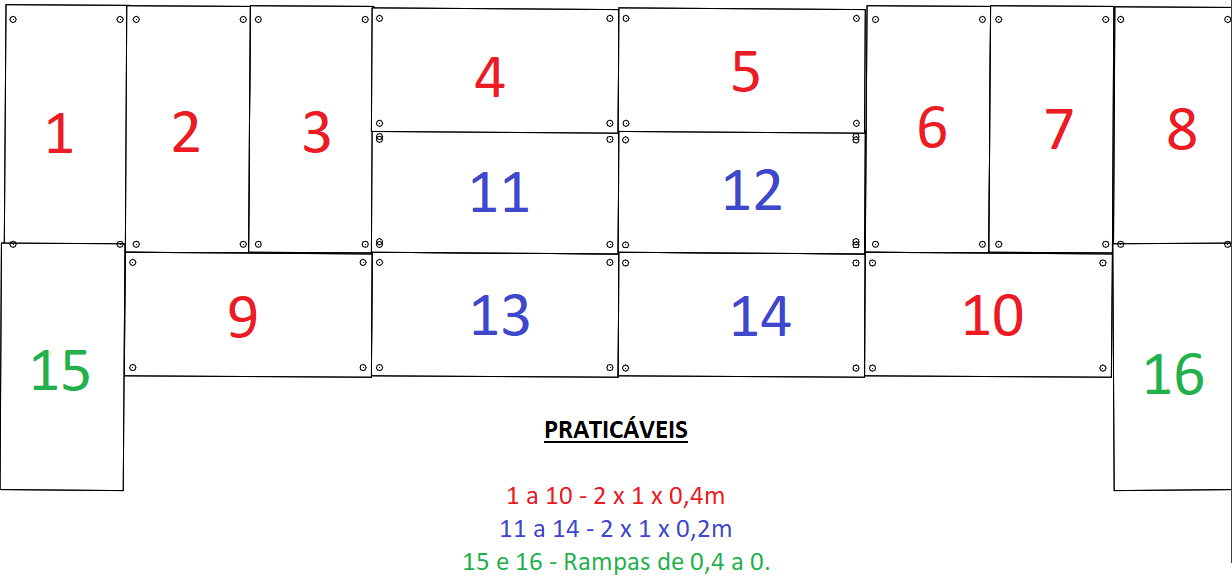 1 2 3 4 5 6 7 8
11 12
9 13 14 10
15 16
PRATICÁVEIS
1 a 10 - 2 x 1 x 0,4m
11 a 14 - 2 x 1 x 0,2m
15 e 16 - Rampas de 0,4 a 0.